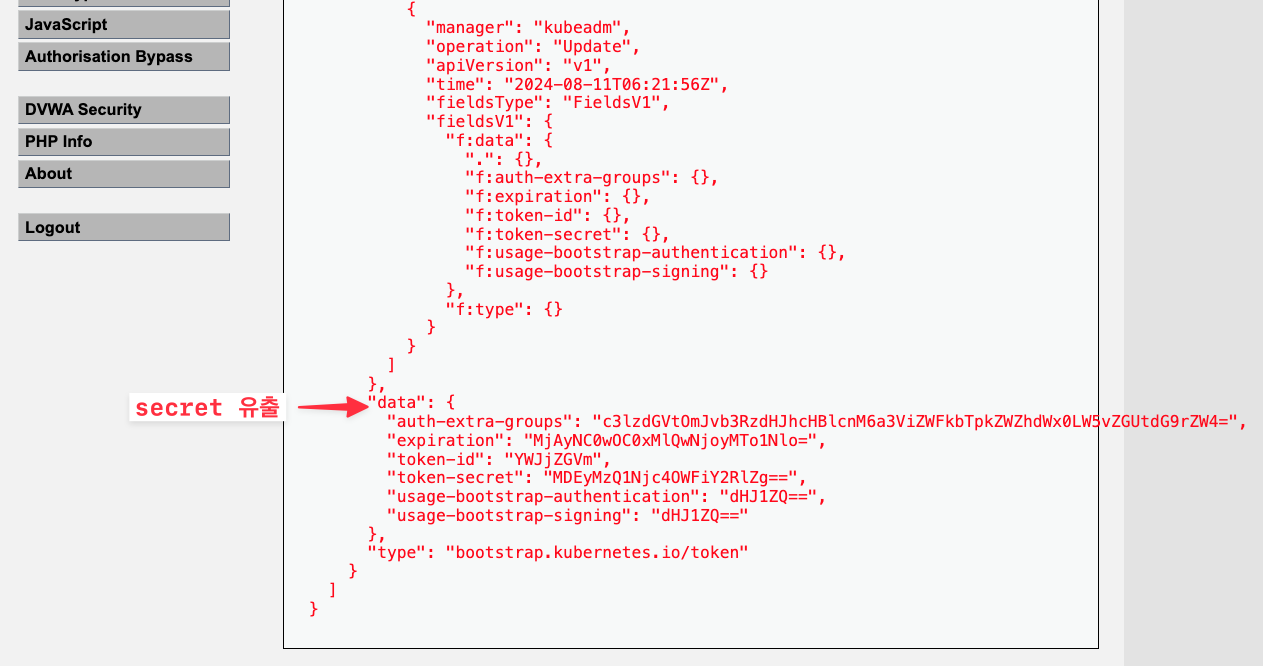 JavaScript
Authorisation Bypass
DVWA Security
PHP Info
About
Logout
{
"manager": "kubeadm",
"operation": "Update",
"apiVersion": "v1",
"time": "2024-08-11T06:21:56Z",
"fieldsType": "FieldsV1",
"fieldsV1": {
"f:data": {
".": {},
"f:auth-extra-groups": {},
"f:expiration": {},
"f:token-id": {},
"f:token-secret": {},
"f:usage-bootstrap-authentication": {},
"f:usage-bootstrap-signing": {}
},
"f:type": {}
}
}
]
},
secret 유출
"data": {
"auth-extra-groups": "c3lzdGVtOmJvb3RzdHJhcHBlcnM6a3ViZWFkbTpkZWZhdWx0LW5vZGUtdG9rZW4=",
"expiration": "MjAyNC0wOC0xMlQwNjoyMTo1Nlo=",
"token-id": "YWJjZGVm",
"token-secret": "MDEyMzQ1Njc4OWFiY2RlZg==",
"usage-bootstrap-authentication": "dHJ1ZQ==",
"usage-bootstrap-signing": "dHJ1ZQ=="
},
"type": "bootstrap.kubernetes.io/token"
}
]
}